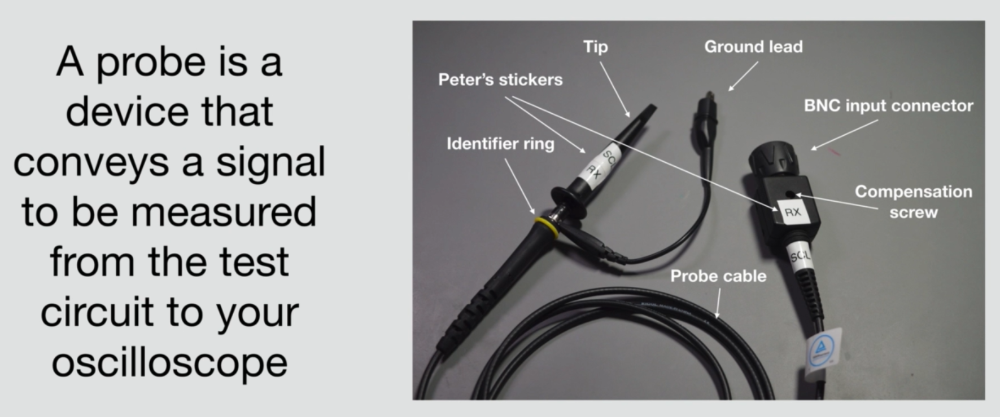 A probe is a
device that
conveys a signal
to be measured
from the test
circuit to your
oscilloscope
Tip
Ground lead
Peter's stickers
BNC input connector
Identifier ring
SCL
RX
Compensation
screw
RX
SCL
Probe cable